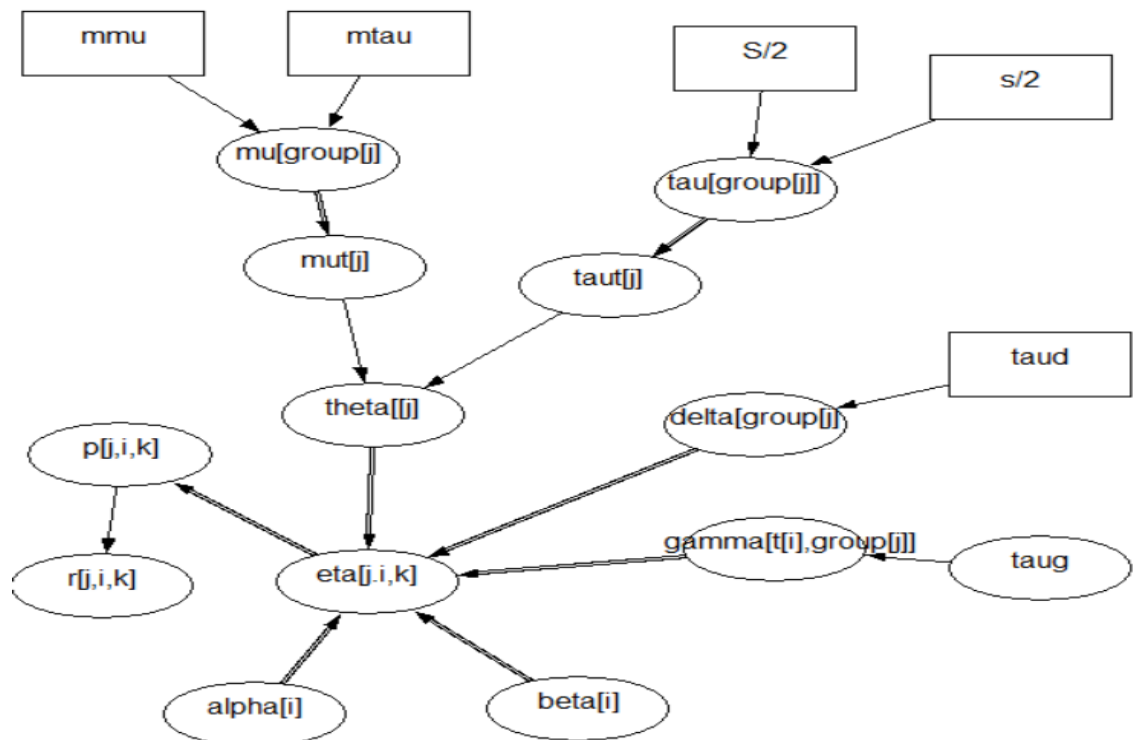 mmu
mtau
S/2
s/2
mu[group[j]
tau[group[j]]
mut[j]
taut[j]
taud
theta[[j]
delta[group[j]
p[j,i,k]
gamma[t[i],group[j]]
r[j,i,k]
eta[j.i,k]
taug
alpha[i]
beta[i]